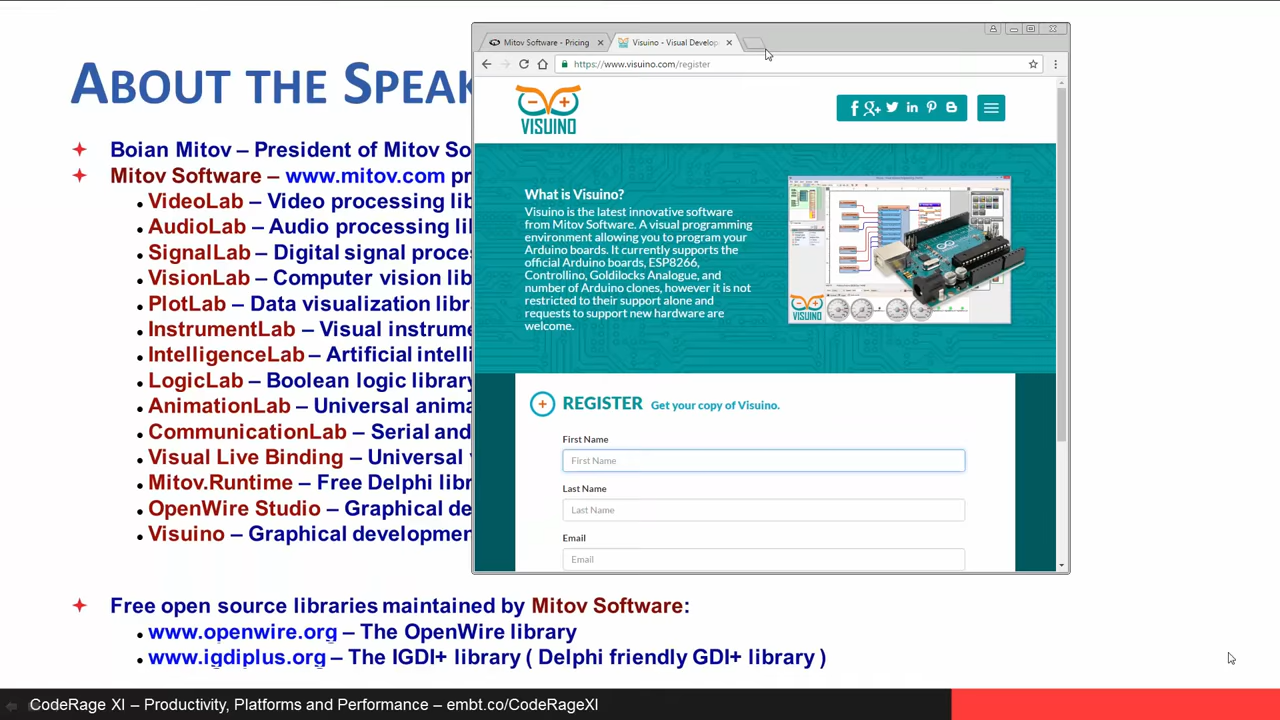 ABOUT THE SPEAK
Boian Mitov – President of Mitov So
Mitov Software – www.mitov.com pr
VideoLab – Video processing lib
AudioLab – Audio processing li
SignalLab – Digital signal proces
VisionLab – Computer vision lib
PlotLab – Data visualization libra
InstrumentLab – Visual instrume
IntelligenceLab – Artificial intelli
LogicLab – Boolean logic library
AnimationLab – Universal anima
CommunicationLab – Serial and
Visual Live Binding – Universal
Mitov.Runtime – Free Delphi libr
OpenWire Studio – Graphical de
Visuino – Graphical developmen
Free open source libraries maintained by Mitov Software:
www.openwire.org – The OpenWire library
www.igdiplus.org – The IGDI+ library ( Delphi friendly GDI+ library )
CodeRage XI – Productivity, Platforms and Performance – embt.co/CodeRageXI
Mitov Software - Pricing
Visuino - Visual Develop
https://www.visuino.com/register
VISUINO
What is Visuino?
Visuino is the latest innovative software
from Mitov Software. A visual programming
environment allowing you to program your
Arduino boards. It currently supports the
official Arduino boards, ESP8266,
Controllino, Goldilocks Analogue, and
number of Arduino clones, however it is not
restricted to their support alone and
requests to support new hardware are
welcome.
VISUINO
REGISTER Get your copy of Visuino.
First Name
First Name
Last Name
Last Name
Email
Email